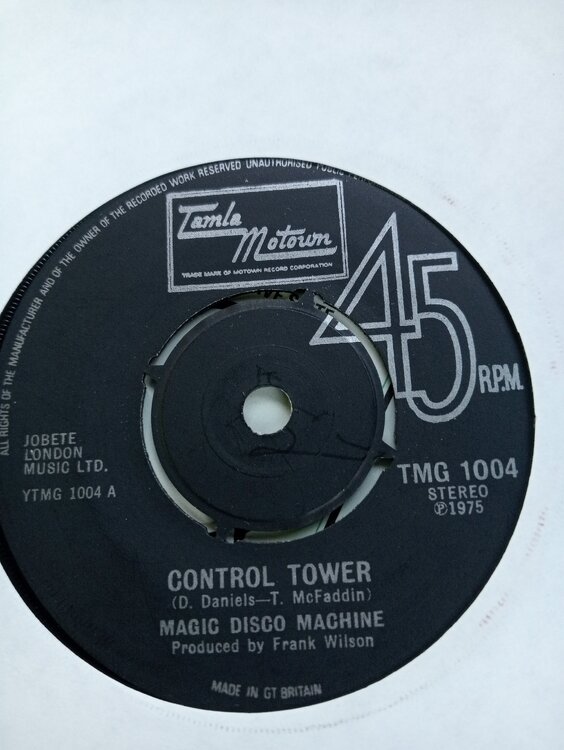 ALL RIGHTS OF THE MANUFACTURER AND OF THE OWNER OF THE RECORDED WORK RESERVED UNAUTHORISED PUBLIC
Tamla
Motown
TRADE MARK OF MOTOWN RECORD CORPORATION
45
R.P.M.
JOBETE
LONDON
MUSIC LTD.
YTMG 1004 A
TMG 1004
STEREO
℗1975
CONTROL TOWER
(D. Daniels—T. McFaddin)
MAGIC DISCO MACHINE
Produced by Frank Wilson
MADE IN GT BRITAIN